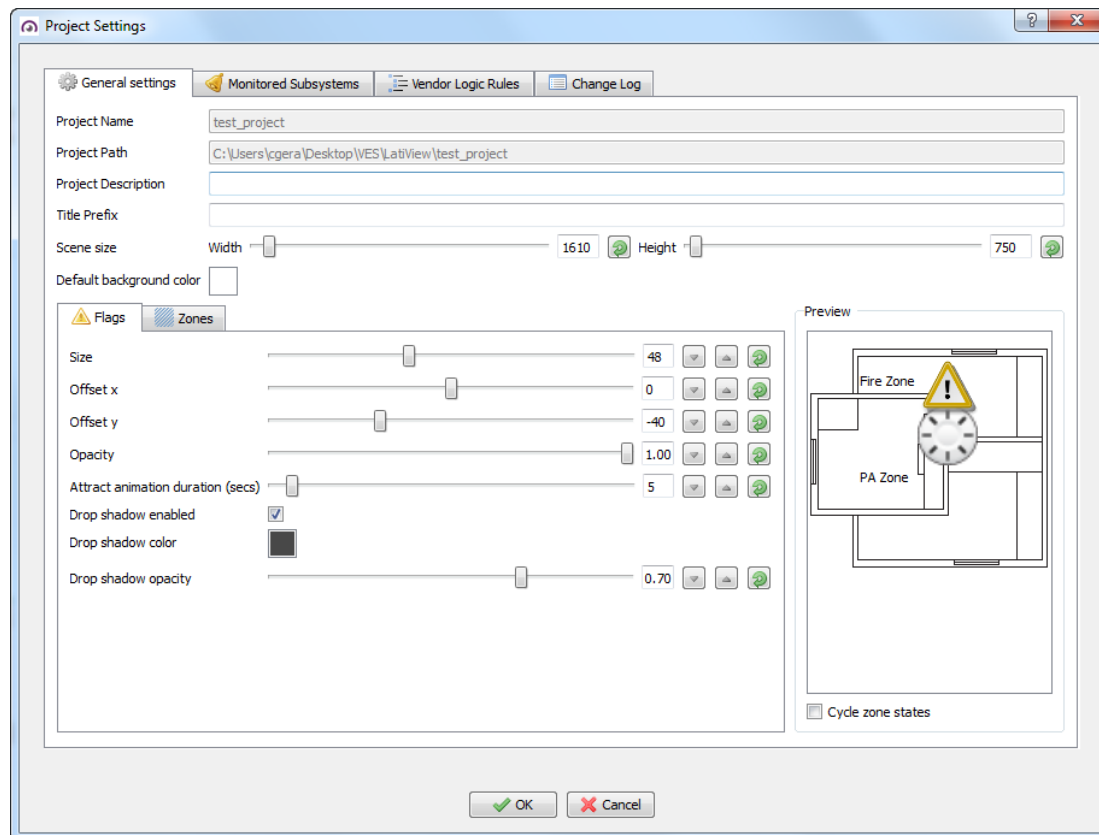 Project Settings
General settings Monitored Subsystems Vendor Logic Rules Change Log
Project Name test_project
Project Path C:\Users\cgera\Desktop\VES\LatiView\test_project
Project Description
Title Prefix
Scene size Width 1610 Height 750
Default background color
Flags Zones
Size 48
Offset x 0
Offset y -40
Opacity 1.00
Attract animation duration (secs) 5
Drop shadow enabled
Drop shadow color
Drop shadow opacity 0.70
Preview
Fire Zone
PA Zone
Cycle zone states
OK Cancel